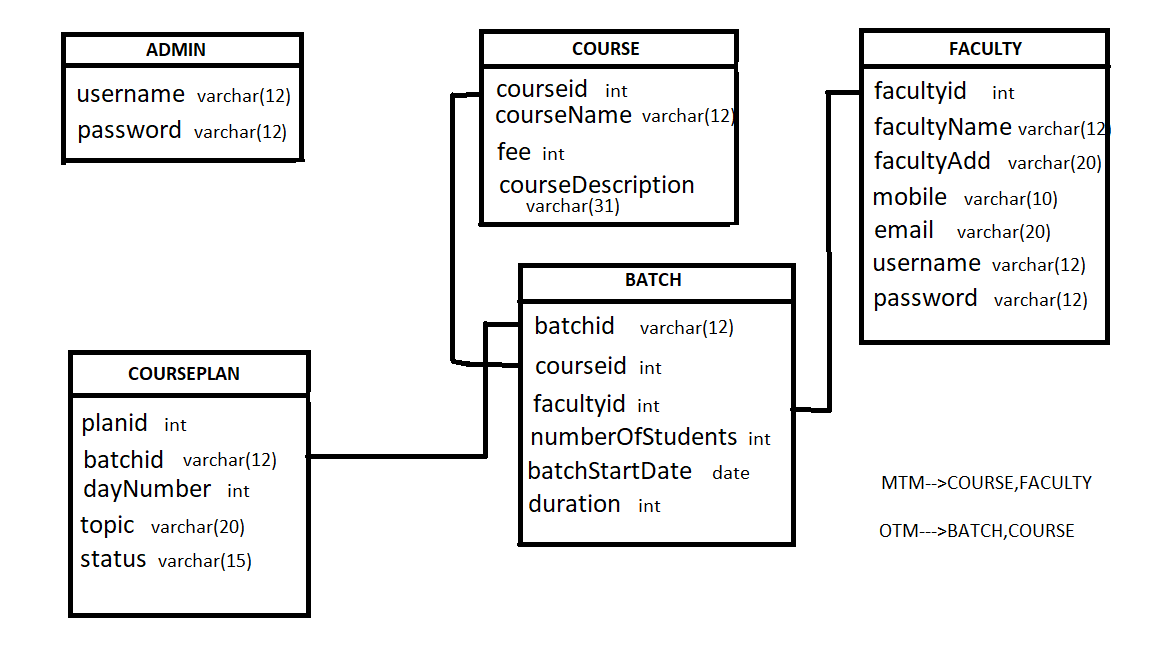 ADMIN
username varchar(12)
password varchar(12)
COURSE
courseid int
courseName varchar(12)
fee int
courseDescription
varchar(31)
FACULTY
facultyid int
facultyName varchar(12)
facultyAdd varchar(20)
mobile varchar(10)
email varchar(20)
username varchar(12)
password varchar(12)
COURSEPLAN
planid int
batchid varchar(12)
dayNumber int
topic varchar(20)
status varchar(15)
BATCH
batchid varchar(12)
courseid int
facultyid int
numberOfStudents int
batchStartDate date
duration int
MTM-->COURSE,FACULTY
OTM--->BATCH,COURSE